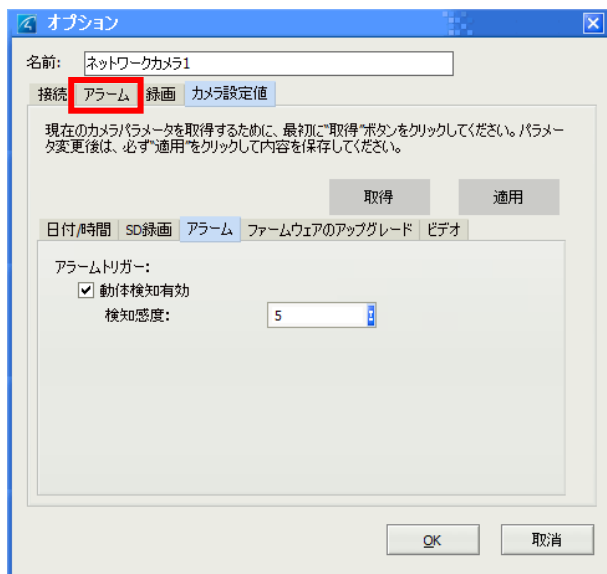 オプション
名前: ネットワークカメラ1
接続 アラーム 録画 カメラ設定値
現在のカメラパラメータを取得するために、最初に"取得"ボタンをクリックしてください。パラメー
タ変更後は、必ず"適用"をクリックして内容を保存してください。
取得 適用
日付/時間 SD録画 アラーム ファームウェアのアップグレード ビデオ
アラームトリガー:
動体検知有効
検知感度: 5
OK 取消